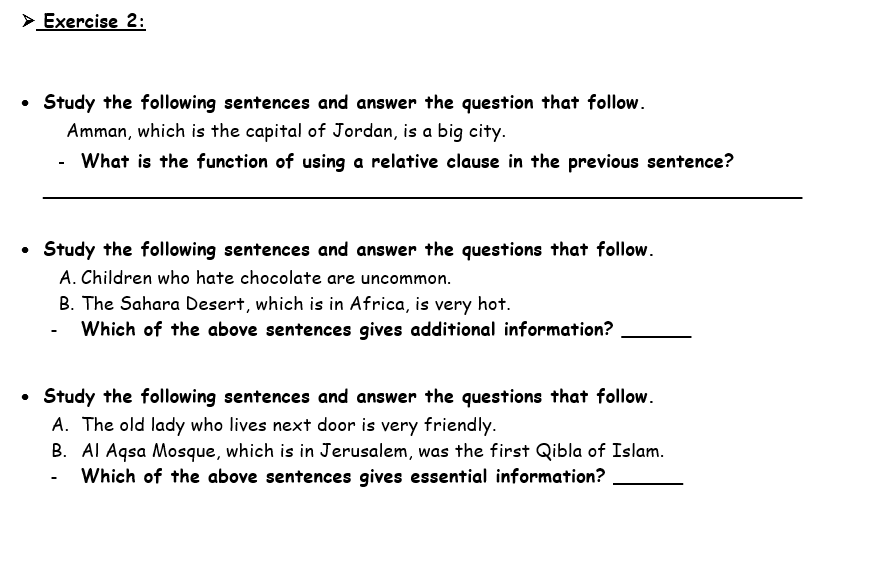 ➢ Exercise 2:
• Study the following sentences and answer the question that follow.
Amman, which is the capital of Jordan, is a big city.
- What is the function of using a relative clause in the previous sentence?
• Study the following sentences and answer the questions that follow.
A. Children who hate chocolate are uncommon.
B. The Sahara Desert, which is in Africa, is very hot.
- Which of the above sentences gives additional information? _______
• Study the following sentences and answer the questions that follow.
A. The old lady who lives next door is very friendly.
B. Al Aqsa Mosque, which is in Jerusalem, was the first Qibla of Islam.
- Which of the above sentences gives essential information? _______